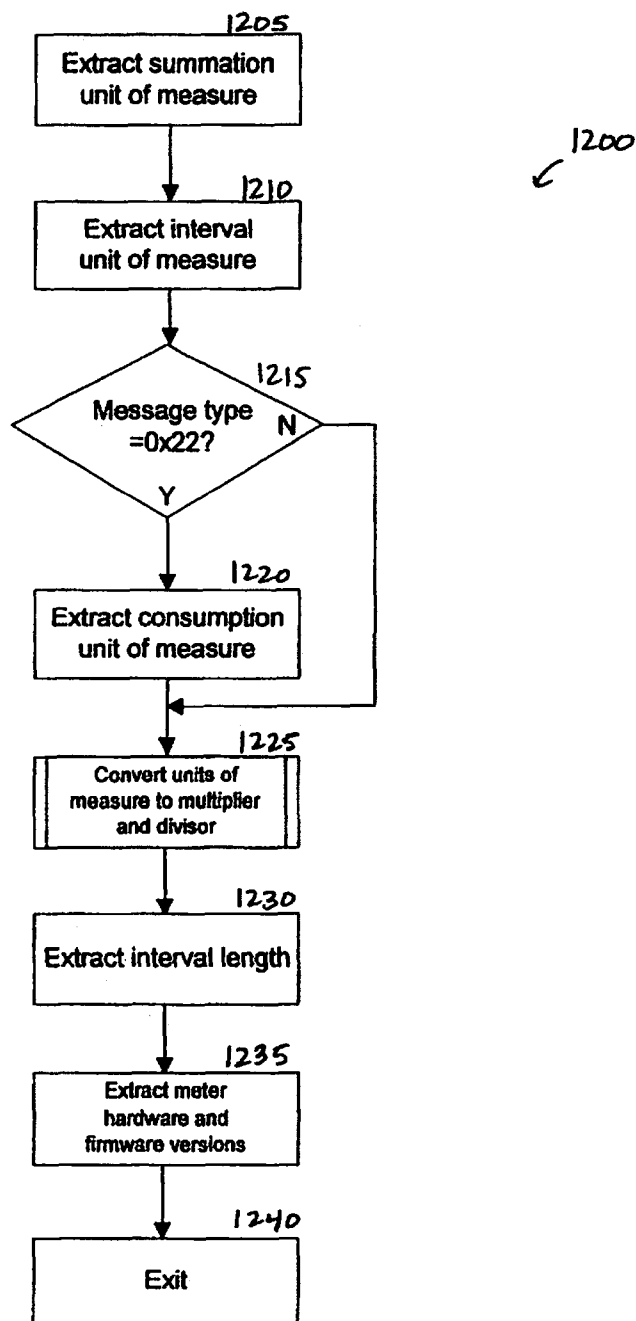 1205
Extract summation
unit of measure
1200
1210
Extract interval
unit of measure
1215
Message type
=0x22?
N
Y
1220
Extract consumption
unit of measure
1225
Convert units of
measure to multiplier
and divisor
1230
Extract interval length
1235
Extract meter
hardware and
firmware versions
1240
Exit